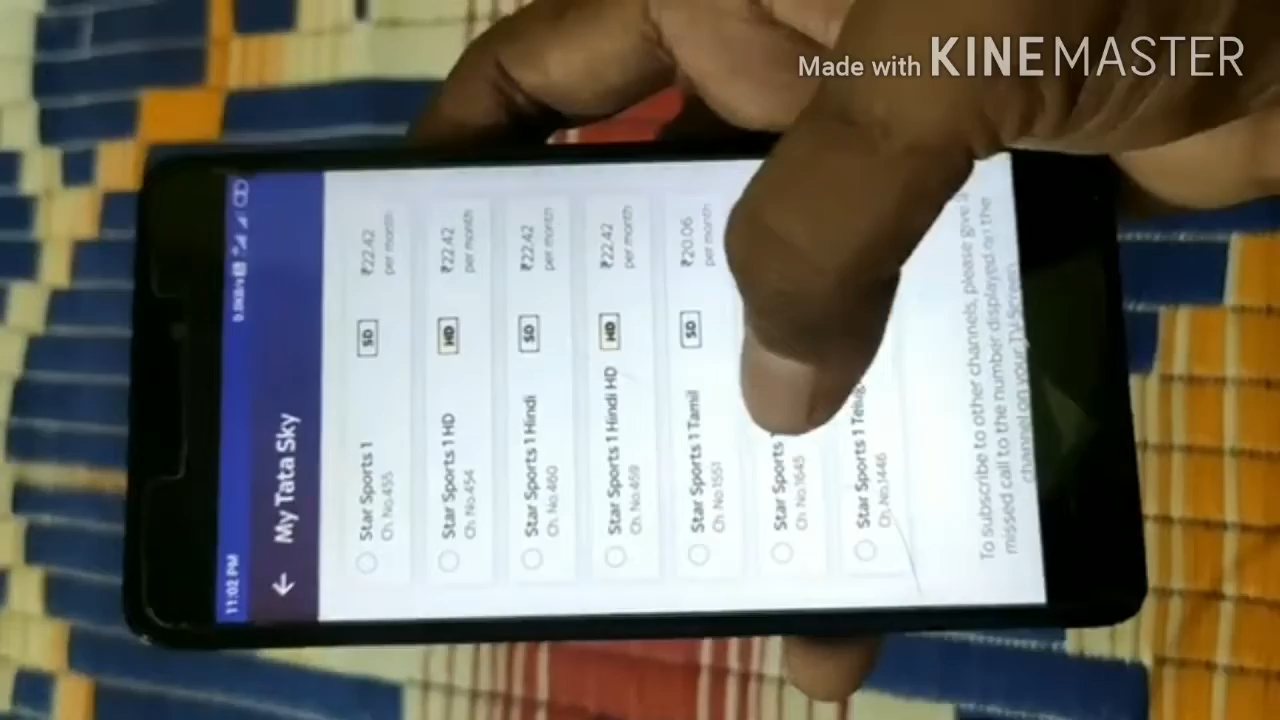 Made with KINEMASTER
11:02 PM 0.0KB/s
← My Tata Sky
Star Sports 1 SD ₹22.42
Ch. No:455 per month
Star Sports 1 HD HD ₹22.42
Ch. No:454 per month
Star Sports 1 Hindi SD ₹22.42
Ch. No:460 per month
Star Sports 1 Hindi HD HD ₹22.42
Ch. No:459 per month
Star Sports 1 Tamil SD ₹20.06
Ch. No:1551 per month
Star Sports
Ch. No:1645
Star Sports 1
Ch. No:1446
To subscribe to other channels, please give a
missed call to the number displayed on the
channel on your TV Screen